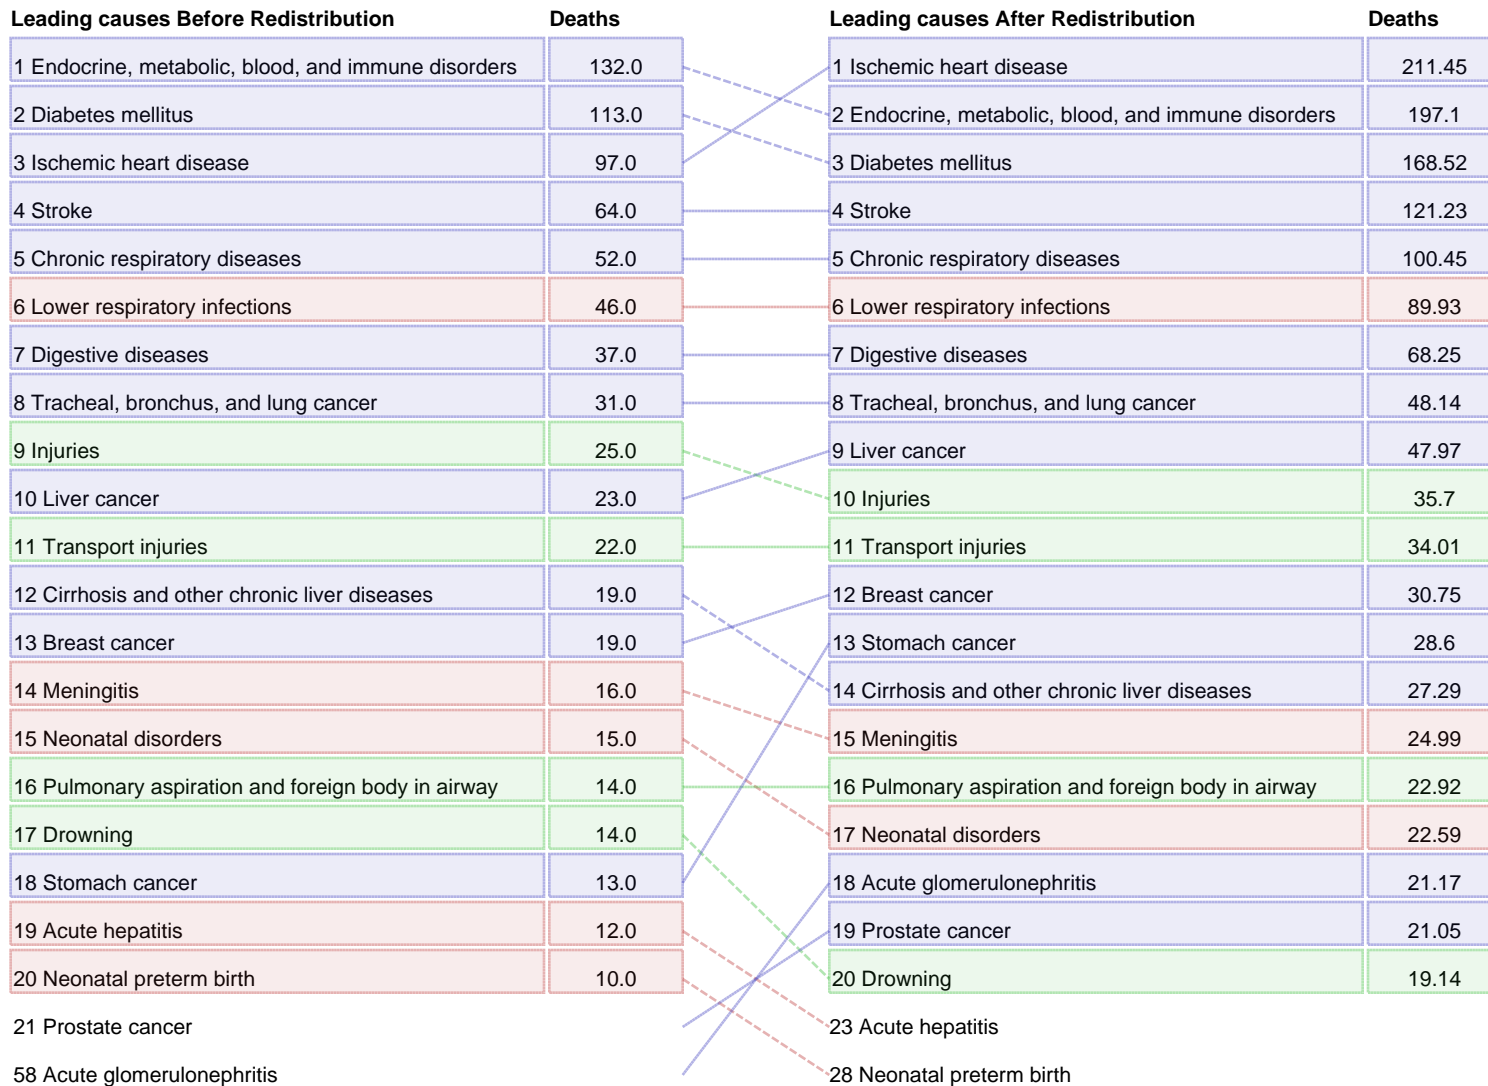 Leading causes Before Redistribution Deaths Leading causes After Redistribution Deaths
1 Endocrine, metabolic, blood, and immune disorders 132.0 1 Ischemic heart disease 211.45
2 Diabetes mellitus 113.0 2 Endocrine, metabolic, blood, and immune disorders 197.1
3 Ischemic heart disease 97.0 3 Diabetes mellitus 168.52
4 Stroke 64.0 4 Stroke 121.23
5 Chronic respiratory diseases 52.0 5 Chronic respiratory diseases 100.45
6 Lower respiratory infections 46.0 6 Lower respiratory infections 89.93
7 Digestive diseases 37.0 7 Digestive diseases 68.25
8 Tracheal, bronchus, and lung cancer 31.0 8 Tracheal, bronchus, and lung cancer 48.14
9 Injuries 25.0 9 Liver cancer 47.97
10 Liver cancer 23.0 10 Injuries 35.7
11 Transport injuries 22.0 11 Transport injuries 34.01
12 Cirrhosis and other chronic liver diseases 19.0 12 Breast cancer 30.75
13 Breast cancer 19.0 13 Stomach cancer 28.6
14 Meningitis 16.0 14 Cirrhosis and other chronic liver diseases 27.29
15 Neonatal disorders 15.0 15 Meningitis 24.99
16 Pulmonary aspiration and foreign body in airway 14.0 16 Pulmonary aspiration and foreign body in airway 22.92
17 Drowning 14.0 17 Neonatal disorders 22.59
18 Stomach cancer 13.0 18 Acute glomerulonephritis 21.17
19 Acute hepatitis 12.0 19 Prostate cancer 21.05
20 Neonatal preterm birth 10.0 20 Drowning 19.14
21 Prostate cancer 23 Acute hepatitis
58 Acute glomerulonephritis 28 Neonatal preterm birth